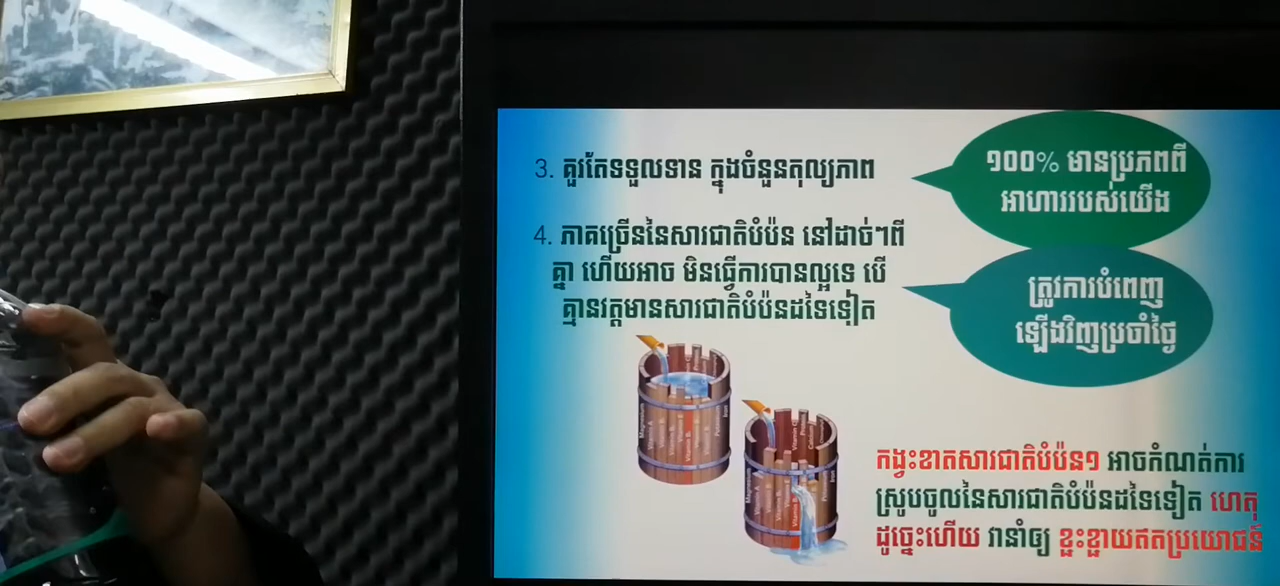 3. គួរតែទទួលទាន ក្នុងចំនួនតុល្យភាព
១០០% មានប្រភពពី
អាហាររបស់យើង
4. ភាគច្រើននៃសារជាតិបំប៉ន នៅដាច់ៗពី
គ្នា ហើយអាច មិនធ្វើការបានល្អទេ បើ
គ្មានវត្តមានសារជាតិបំប៉នដទៃទៀត
ត្រូវការបំពេញ
ឡើងវិញប្រចាំថ្ងៃ
កង្វះខាតសារជាតិបំប៉ន១ អាចកំណត់ការ
ស្រូបចូលនៃសារជាតិបំប៉នដទៃទៀត ហេតុ
ដូច្នេះហើយ វានាំឲ្យ ខ្ជះខ្ជាយឥតប្រយោជន៍